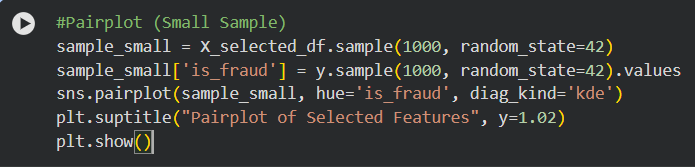 #Pairplot (Small Sample)
sample_small = X_selected_df.sample(1000, random_state=42)
sample_small['is_fraud'] = y.sample(1000, random_state=42).values
sns.pairplot(sample_small, hue='is_fraud', diag_kind='kde')
plt.suptitle("Pairplot of Selected Features", y=1.02)
plt.show()